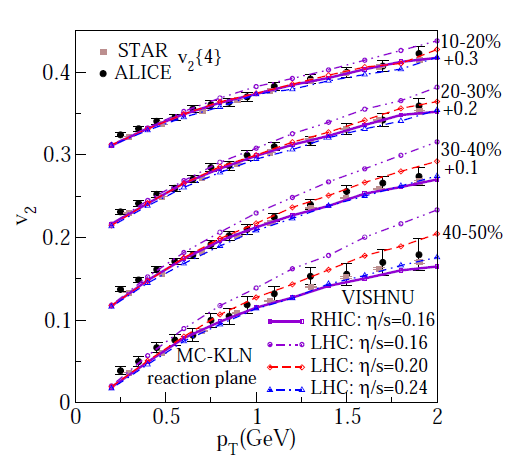 STAR v₂{4}
ALICE
10-20%
+0.3
20-30%
+0.2
30-40%
+0.1
40-50%
v₂
0.4
0.3
0.2
0.1
0
VISHNU
RHIC: η/s=0.16
LHC: η/s=0.16
LHC: η/s=0.20
LHC: η/s=0.24
MC-KLN
reaction plane
0 0.5 1 1.5 2
p_T(GeV)